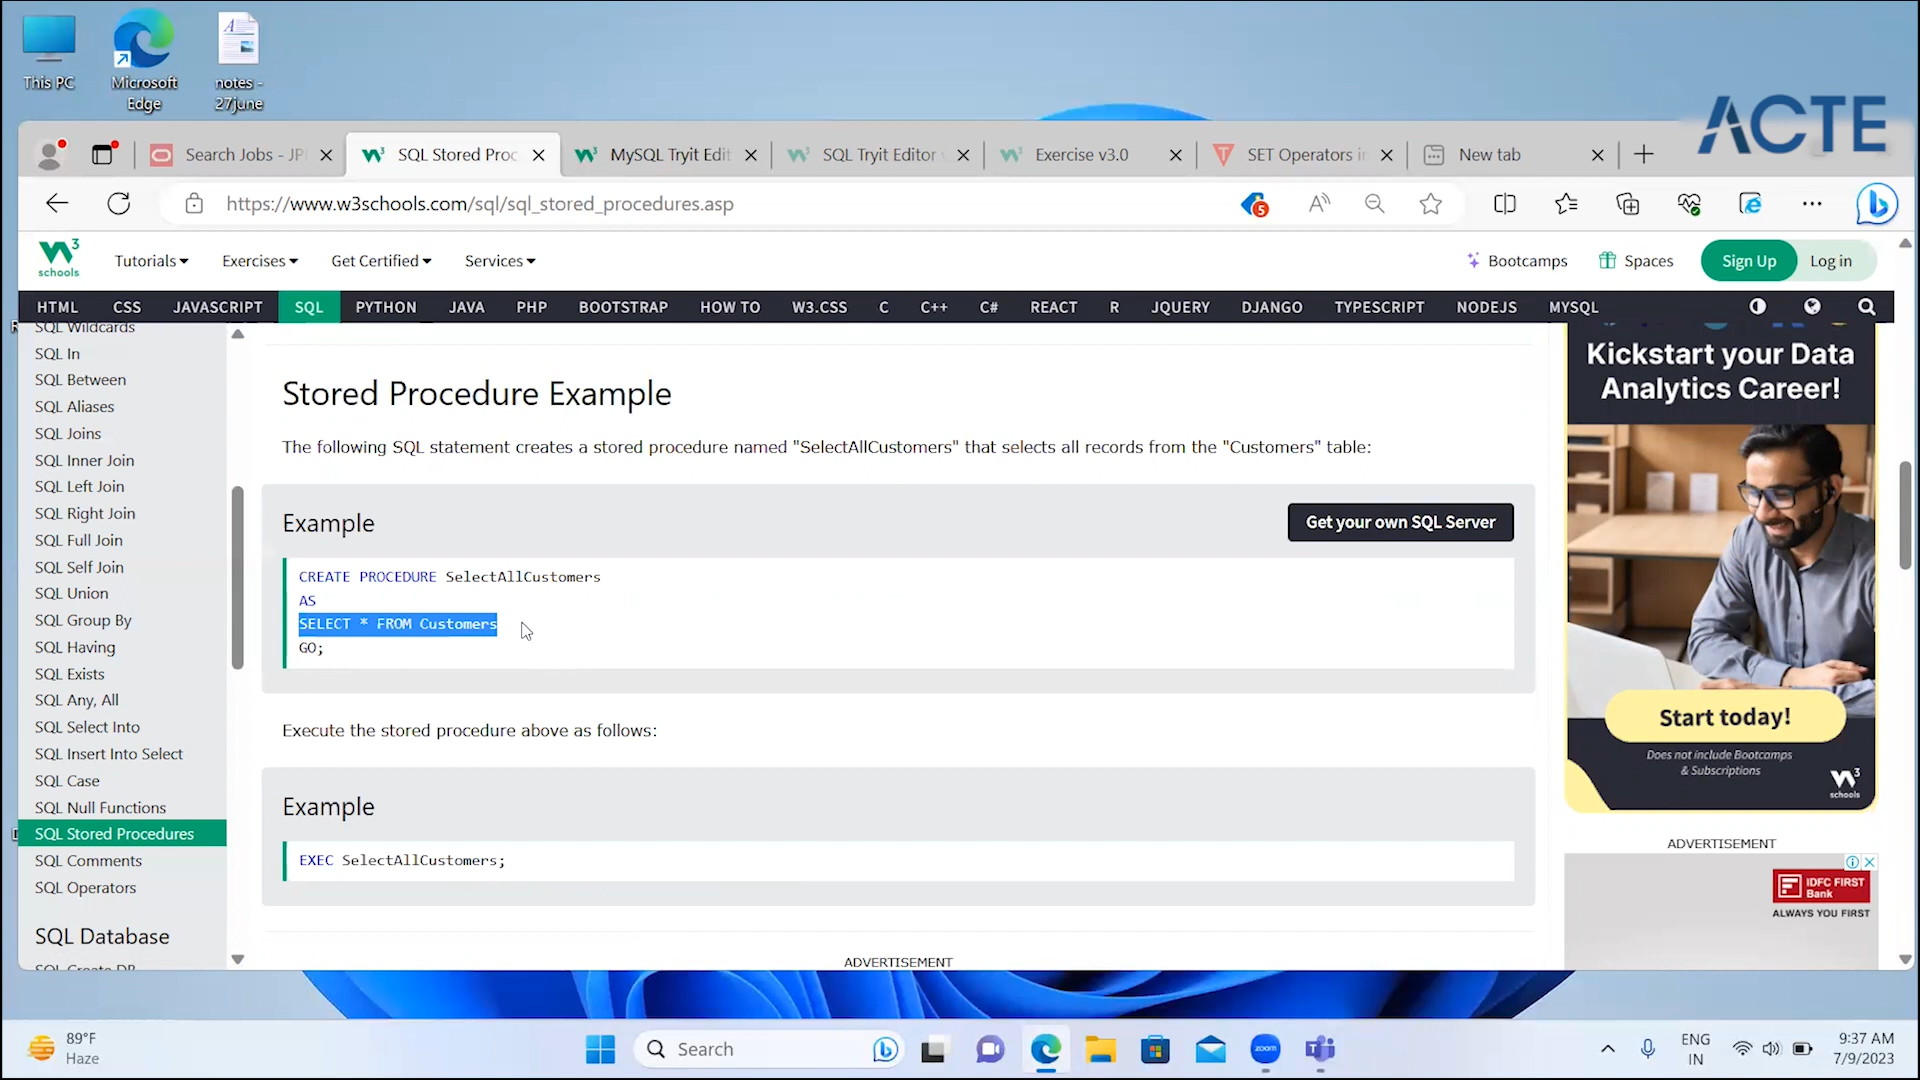 This PC
Microsoft
Edge
notes -
27june
ACTE
Search Jobs - JP
SQL Stored Proc
MySQL Tryit Edit
SQL Tryit Editor
Exercise v3.0
SET Operators in
New tab
https://www.w3schools.com/sql/sql_stored_procedures.asp
5
W3
schools
Tutorials
Exercises
Get Certified
Services
Bootcamps
Spaces
Sign Up
Log in
HTML CSS JAVASCRIPT SQL PYTHON JAVA PHP BOOTSTRAP HOW TO W3.CSS C C++ C# REACT R JQUERY DJANGO TYPESCRIPT NODEJS MYSQL
SQL Wildcards
SQL In
SQL Between
SQL Aliases
SQL Joins
SQL Inner Join
SQL Left Join
SQL Right Join
SQL Full Join
SQL Self Join
SQL Union
SQL Group By
SQL Having
SQL Exists
SQL Any, All
SQL Select Into
SQL Insert Into Select
SQL Case
SQL Null Functions
SQL Stored Procedures
SQL Comments
SQL Operators
SQL Database
SQL Create DB
Stored Procedure Example
The following SQL statement creates a stored procedure named "SelectAllCustomers" that selects all records from the "Customers" table:
Example
Get your own SQL Server
CREATE PROCEDURE SelectAllCustomers
AS
SELECT * FROM Customers
GO;
Execute the stored procedure above as follows:
Example
EXEC SelectAllCustomers;
ADVERTISEMENT
Kickstart your Data
Analytics Career!
Start today!
Does not include Bootcamps
& Subscriptions
W3
schools
ADVERTISEMENT
IDFC FIRST
Bank
ALWAYS YOU FIRST
89°F
Haze
Search
zoom
ENG
IN
9:37 AM
7/9/2023